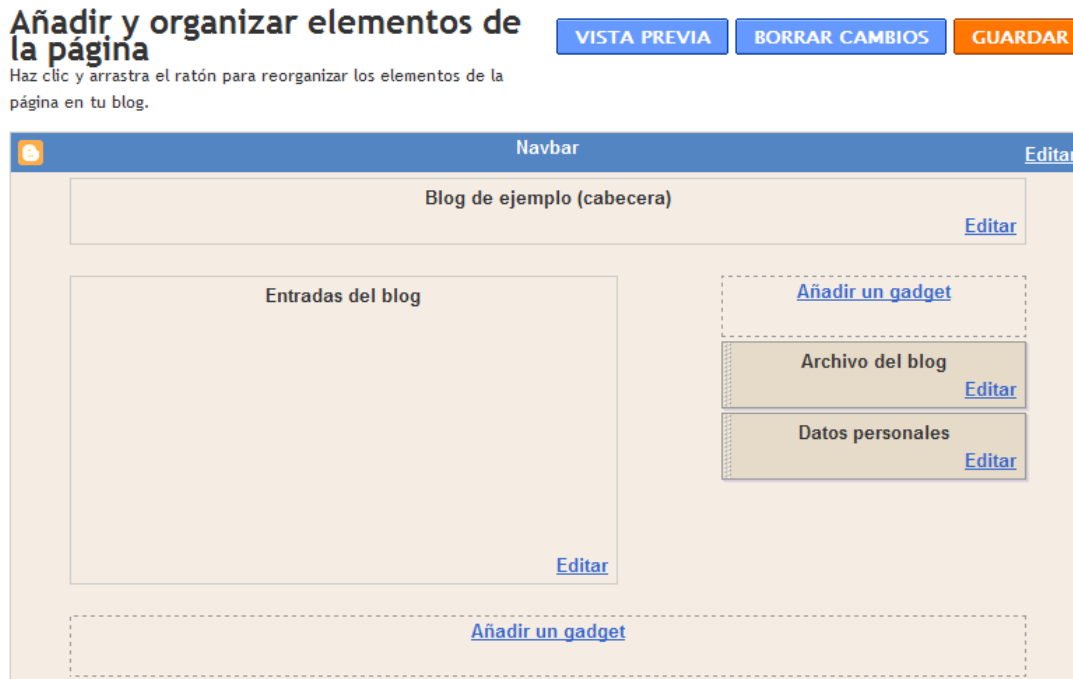 Añadir y organizar elementos de
la página
VISTA PREVIA
BORRAR CAMBIOS
GUARDAR
Haz clic y arrastra el ratón para reorganizar los elementos de la
página en tu blog.
Navbar
Editar
Blog de ejemplo (cabecera)
Editar
Entradas del blog
Editar
Añadir un gadget
Archivo del blog
Editar
Datos personales
Editar
Añadir un gadget